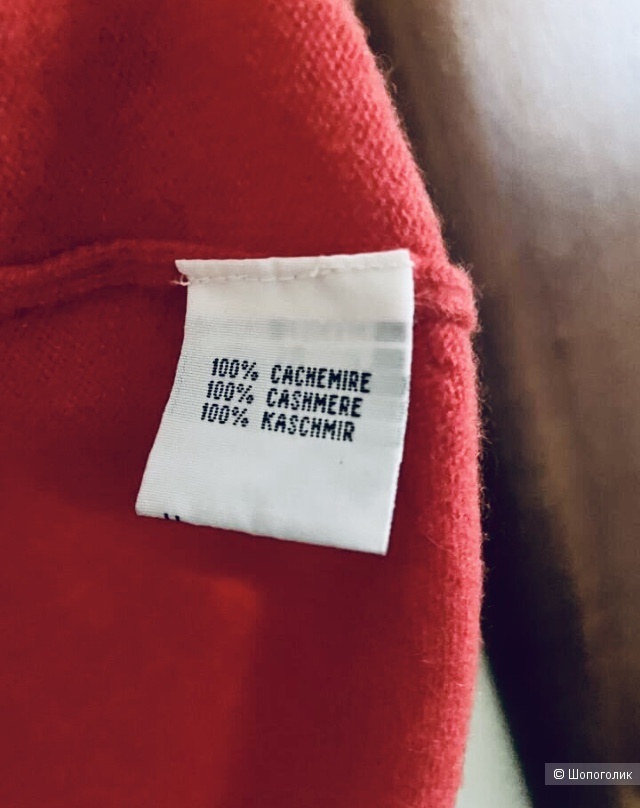 100% CACHEMIRE
100% CASHMERE
100% KASCHMIR
© Шопоголик